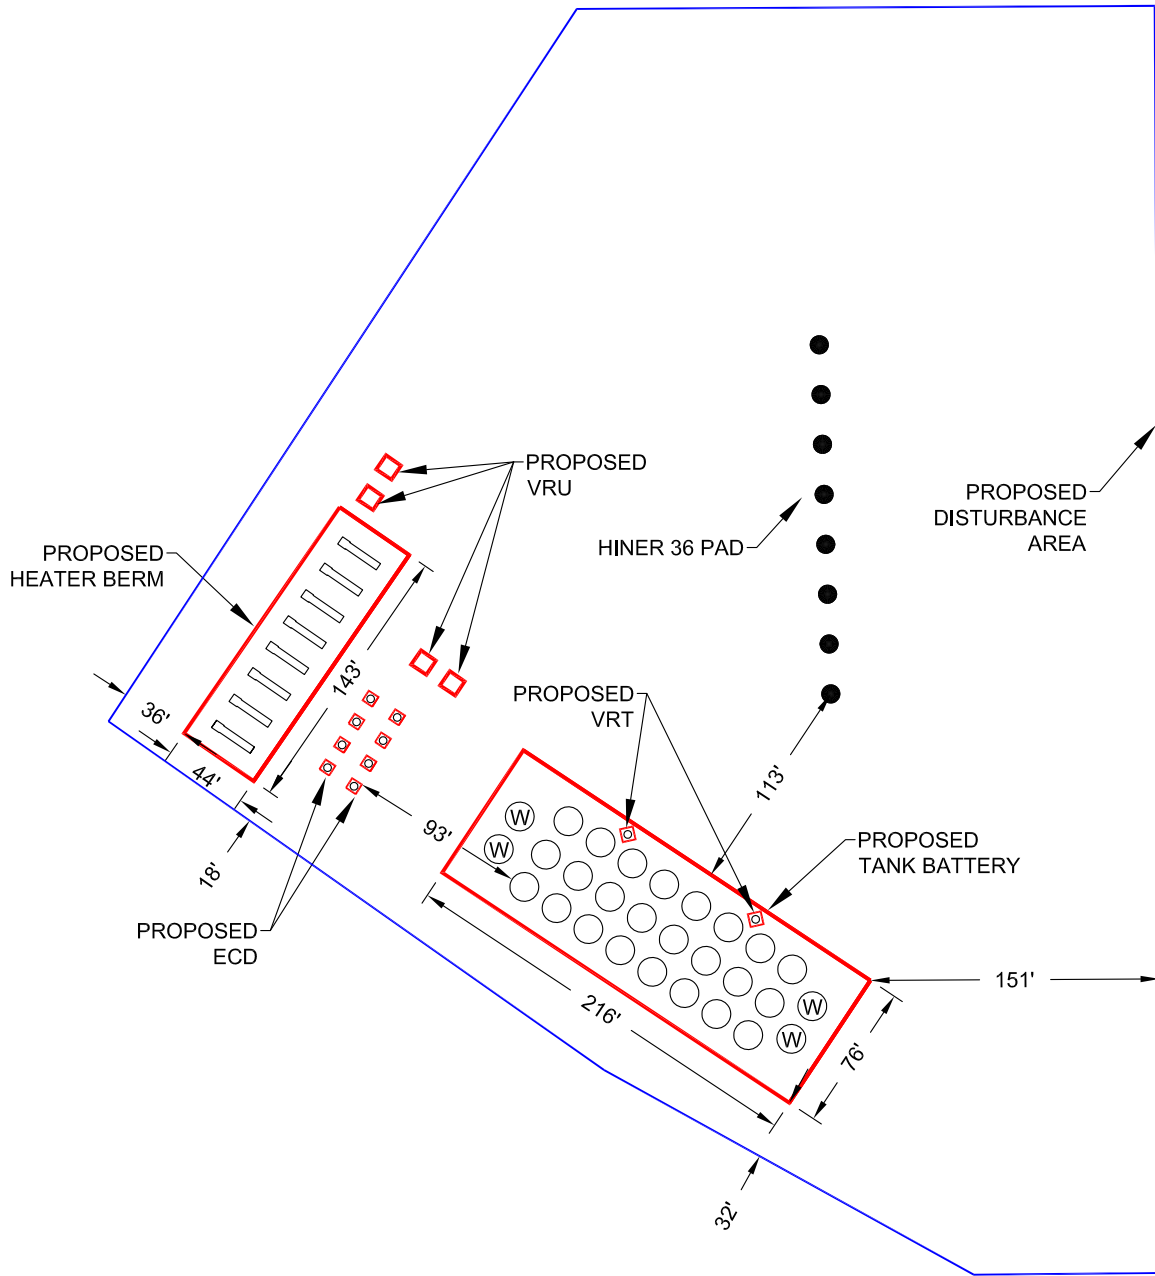 PROPOSED
VRU
PROPOSED
DISTURBANCE
AREA
HINER 36 PAD
PROPOSED
HEATER BERM
143'
PROPOSED
VRT
36'
44'
113'
93'
18'
W
W
PROPOSED
TANK BATTERY
PROPOSED
ECD
151'
216'
W
W
76'
32'